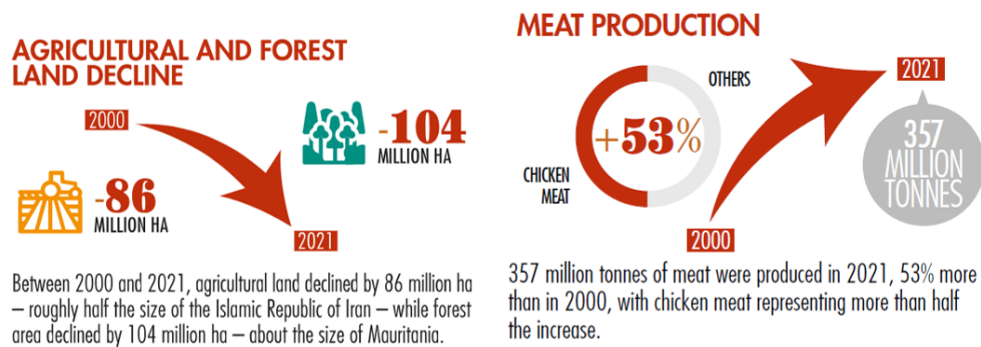 AGRICULTURAL AND FOREST
LAND DECLINE
2000
-104
MILLION HA
-86
MILLION HA
2021
Between 2000 and 2021, agricultural land declined by 86 million ha
– roughly half the size of the Islamic Republic of Iran – while forest
area declined by 104 million ha – about the size of Mauritania.
MEAT PRODUCTION
2021
OTHERS
+53%
357
MILLION
TONNES
CHICKEN
MEAT
2000
357 million tonnes of meat were produced in 2021, 53% more
than in 2000, with chicken meat representing more than half
the increase.